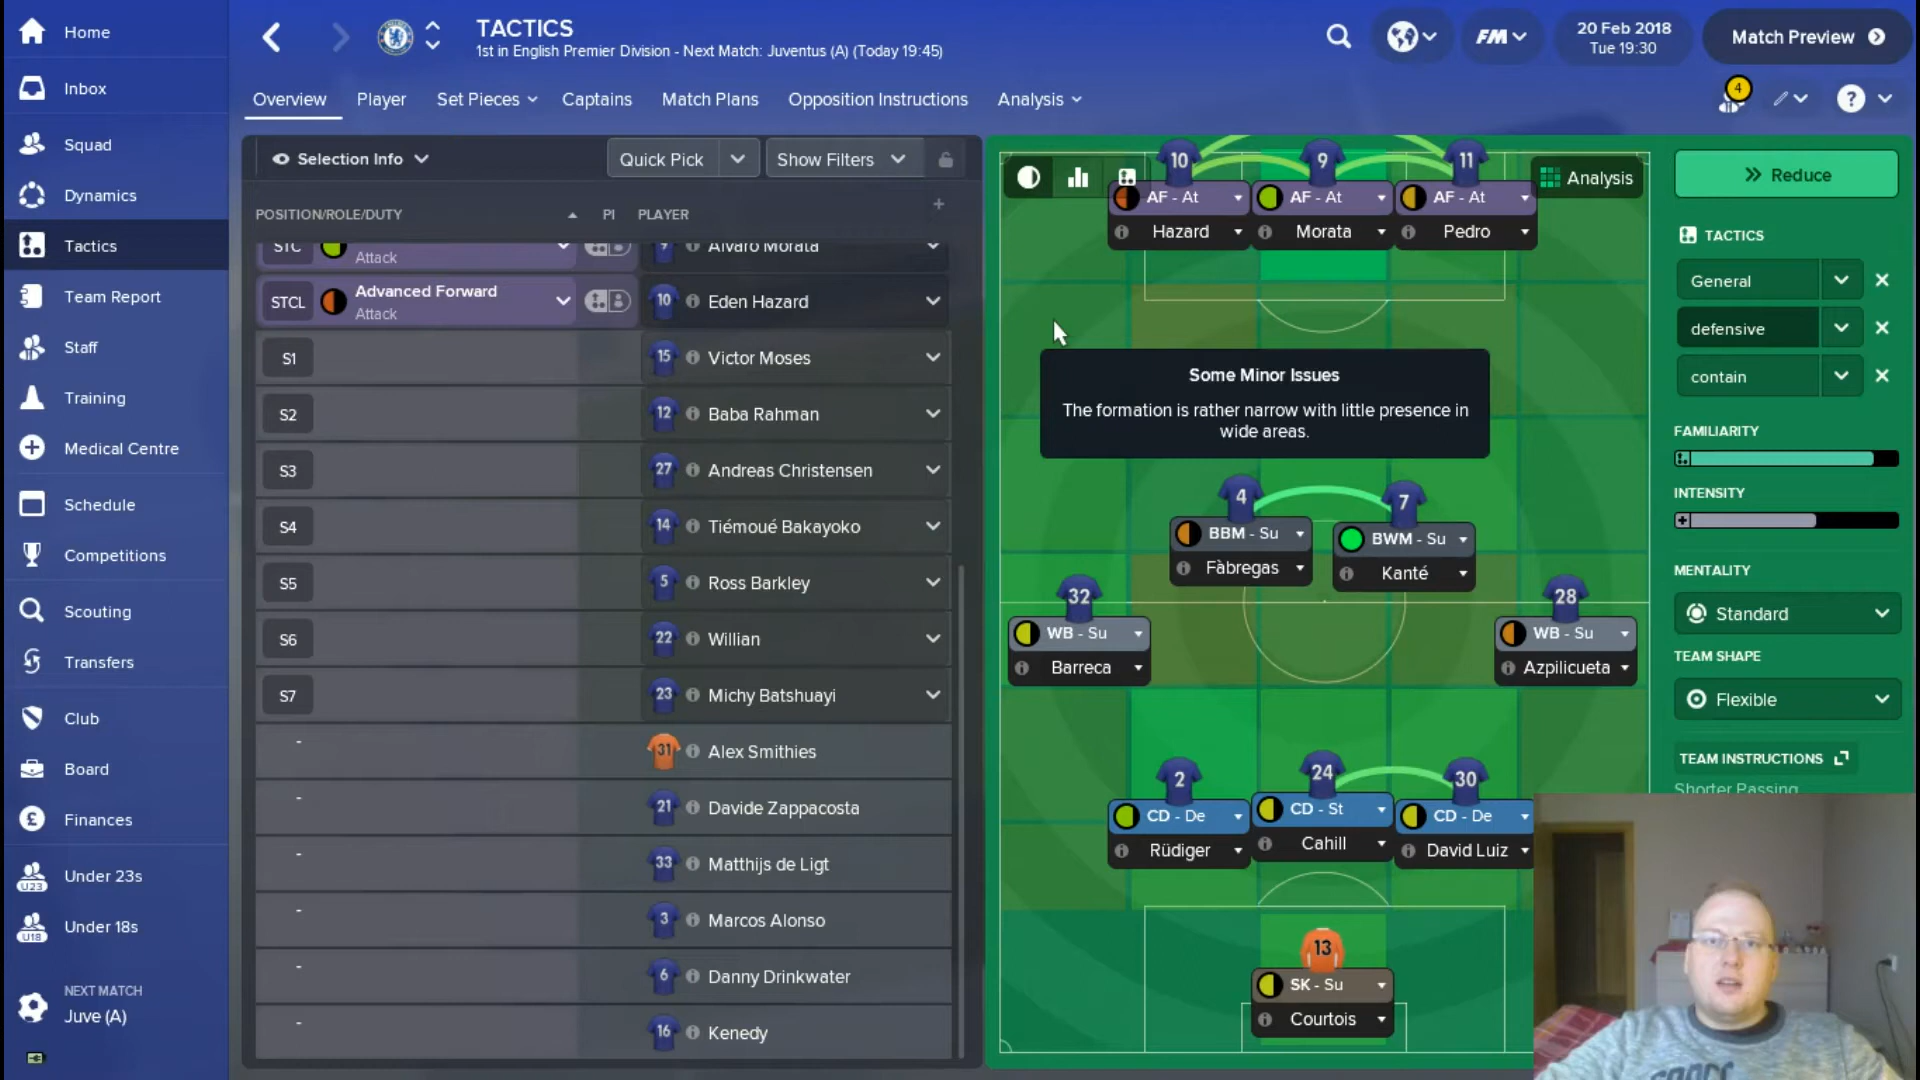 Home
Inbox
Squad
Dynamics
Tactics
Team Report
Staff
Training
Medical Centre
Schedule
Competitions
Scouting
Transfers
Club
Board
Finances
U23
Under 23s
U18
Under 18s
NEXT MATCH
Juve (A)
TACTICS
1st in English Premier Division - Next Match: Juventus (A) (Today 19:45)
FM
20 Feb 2018
Tue 19:30
Match Preview
Overview
Player
Set Pieces
Captains
Match Plans
Opposition Instructions
Analysis
4
?
Selection Info
Quick Pick
Show Filters
POSITION/ROLE/DUTY
PI
PLAYER
+
STC
Attack
9
Álvaro Morata
STCL
Advanced Forward
Attack
10
Eden Hazard
S1
15
Victor Moses
S2
12
Baba Rahman
S3
27
Andreas Christensen
S4
14
Tiémoué Bakayoko
S5
5
Ross Barkley
S6
22
Willian
S7
23
Michy Batshuayi
-
31
Alex Smithies
-
21
Davide Zappacosta
-
33
Matthijs de Ligt
-
3
Marcos Alonso
-
6
Danny Drinkwater
-
16
Kenedy
Analysis
10
AF - At
Hazard
9
AF - At
Morata
11
AF - At
Pedro
Some Minor Issues
The formation is rather narrow with little presence in
wide areas.
4
BBM - Su
Fàbregas
7
BWM - Su
Kanté
32
WB - Su
Barreca
28
WB - Su
Azpilicueta
2
CD - De
Rüdiger
24
CD - St
Cahill
30
CD - De
David Luiz
13
SK - Su
Courtois
Reduce
TACTICS
General
defensive
contain
FAMILIARITY
INTENSITY
MENTALITY
Standard
TEAM SHAPE
Flexible
TEAM INSTRUCTIONS
Shorter Passing